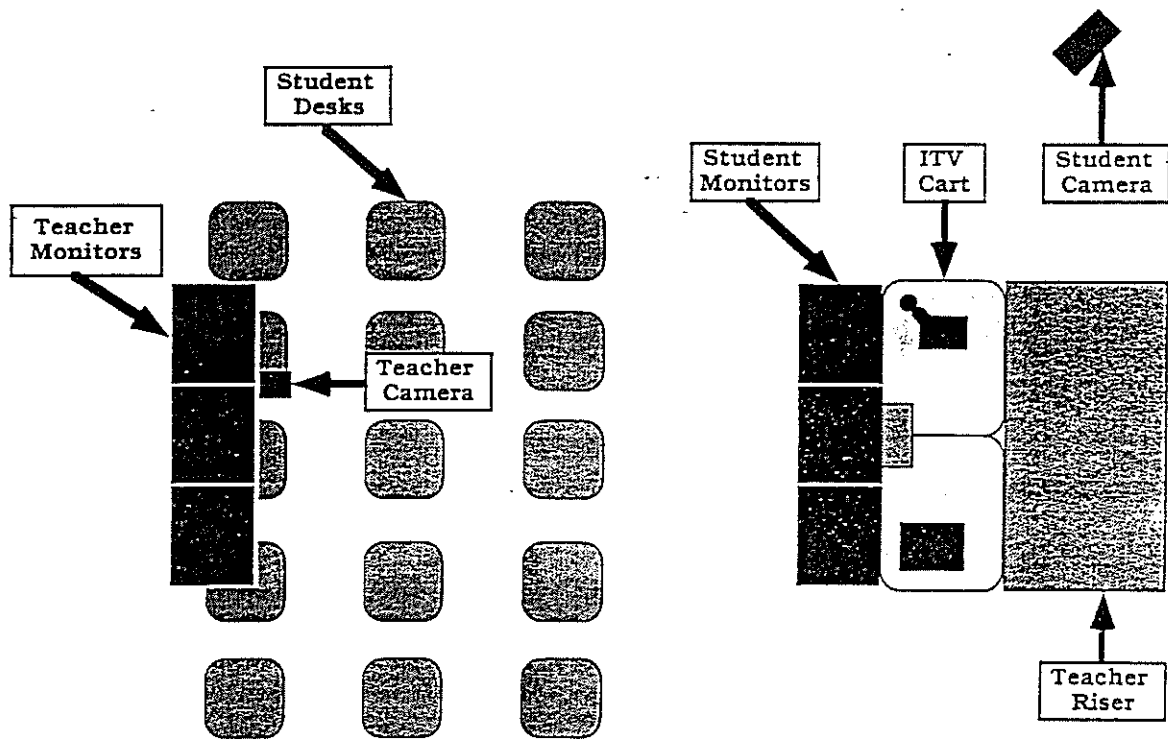 Student
Desks
Teacher
Monitors
Teacher
Camera
Student
Monitors
ITV
Cart
Student
Camera
Teacher
Riser